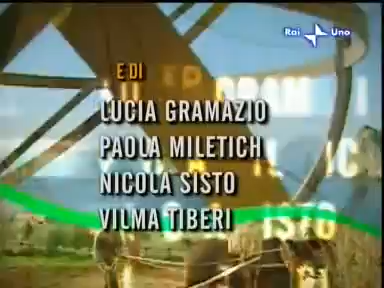 Rai Uno
E DI
LUCIA GRAMAZIO
PAOLA MILETICH
NICOLA SISTO
VILMA TIBERI